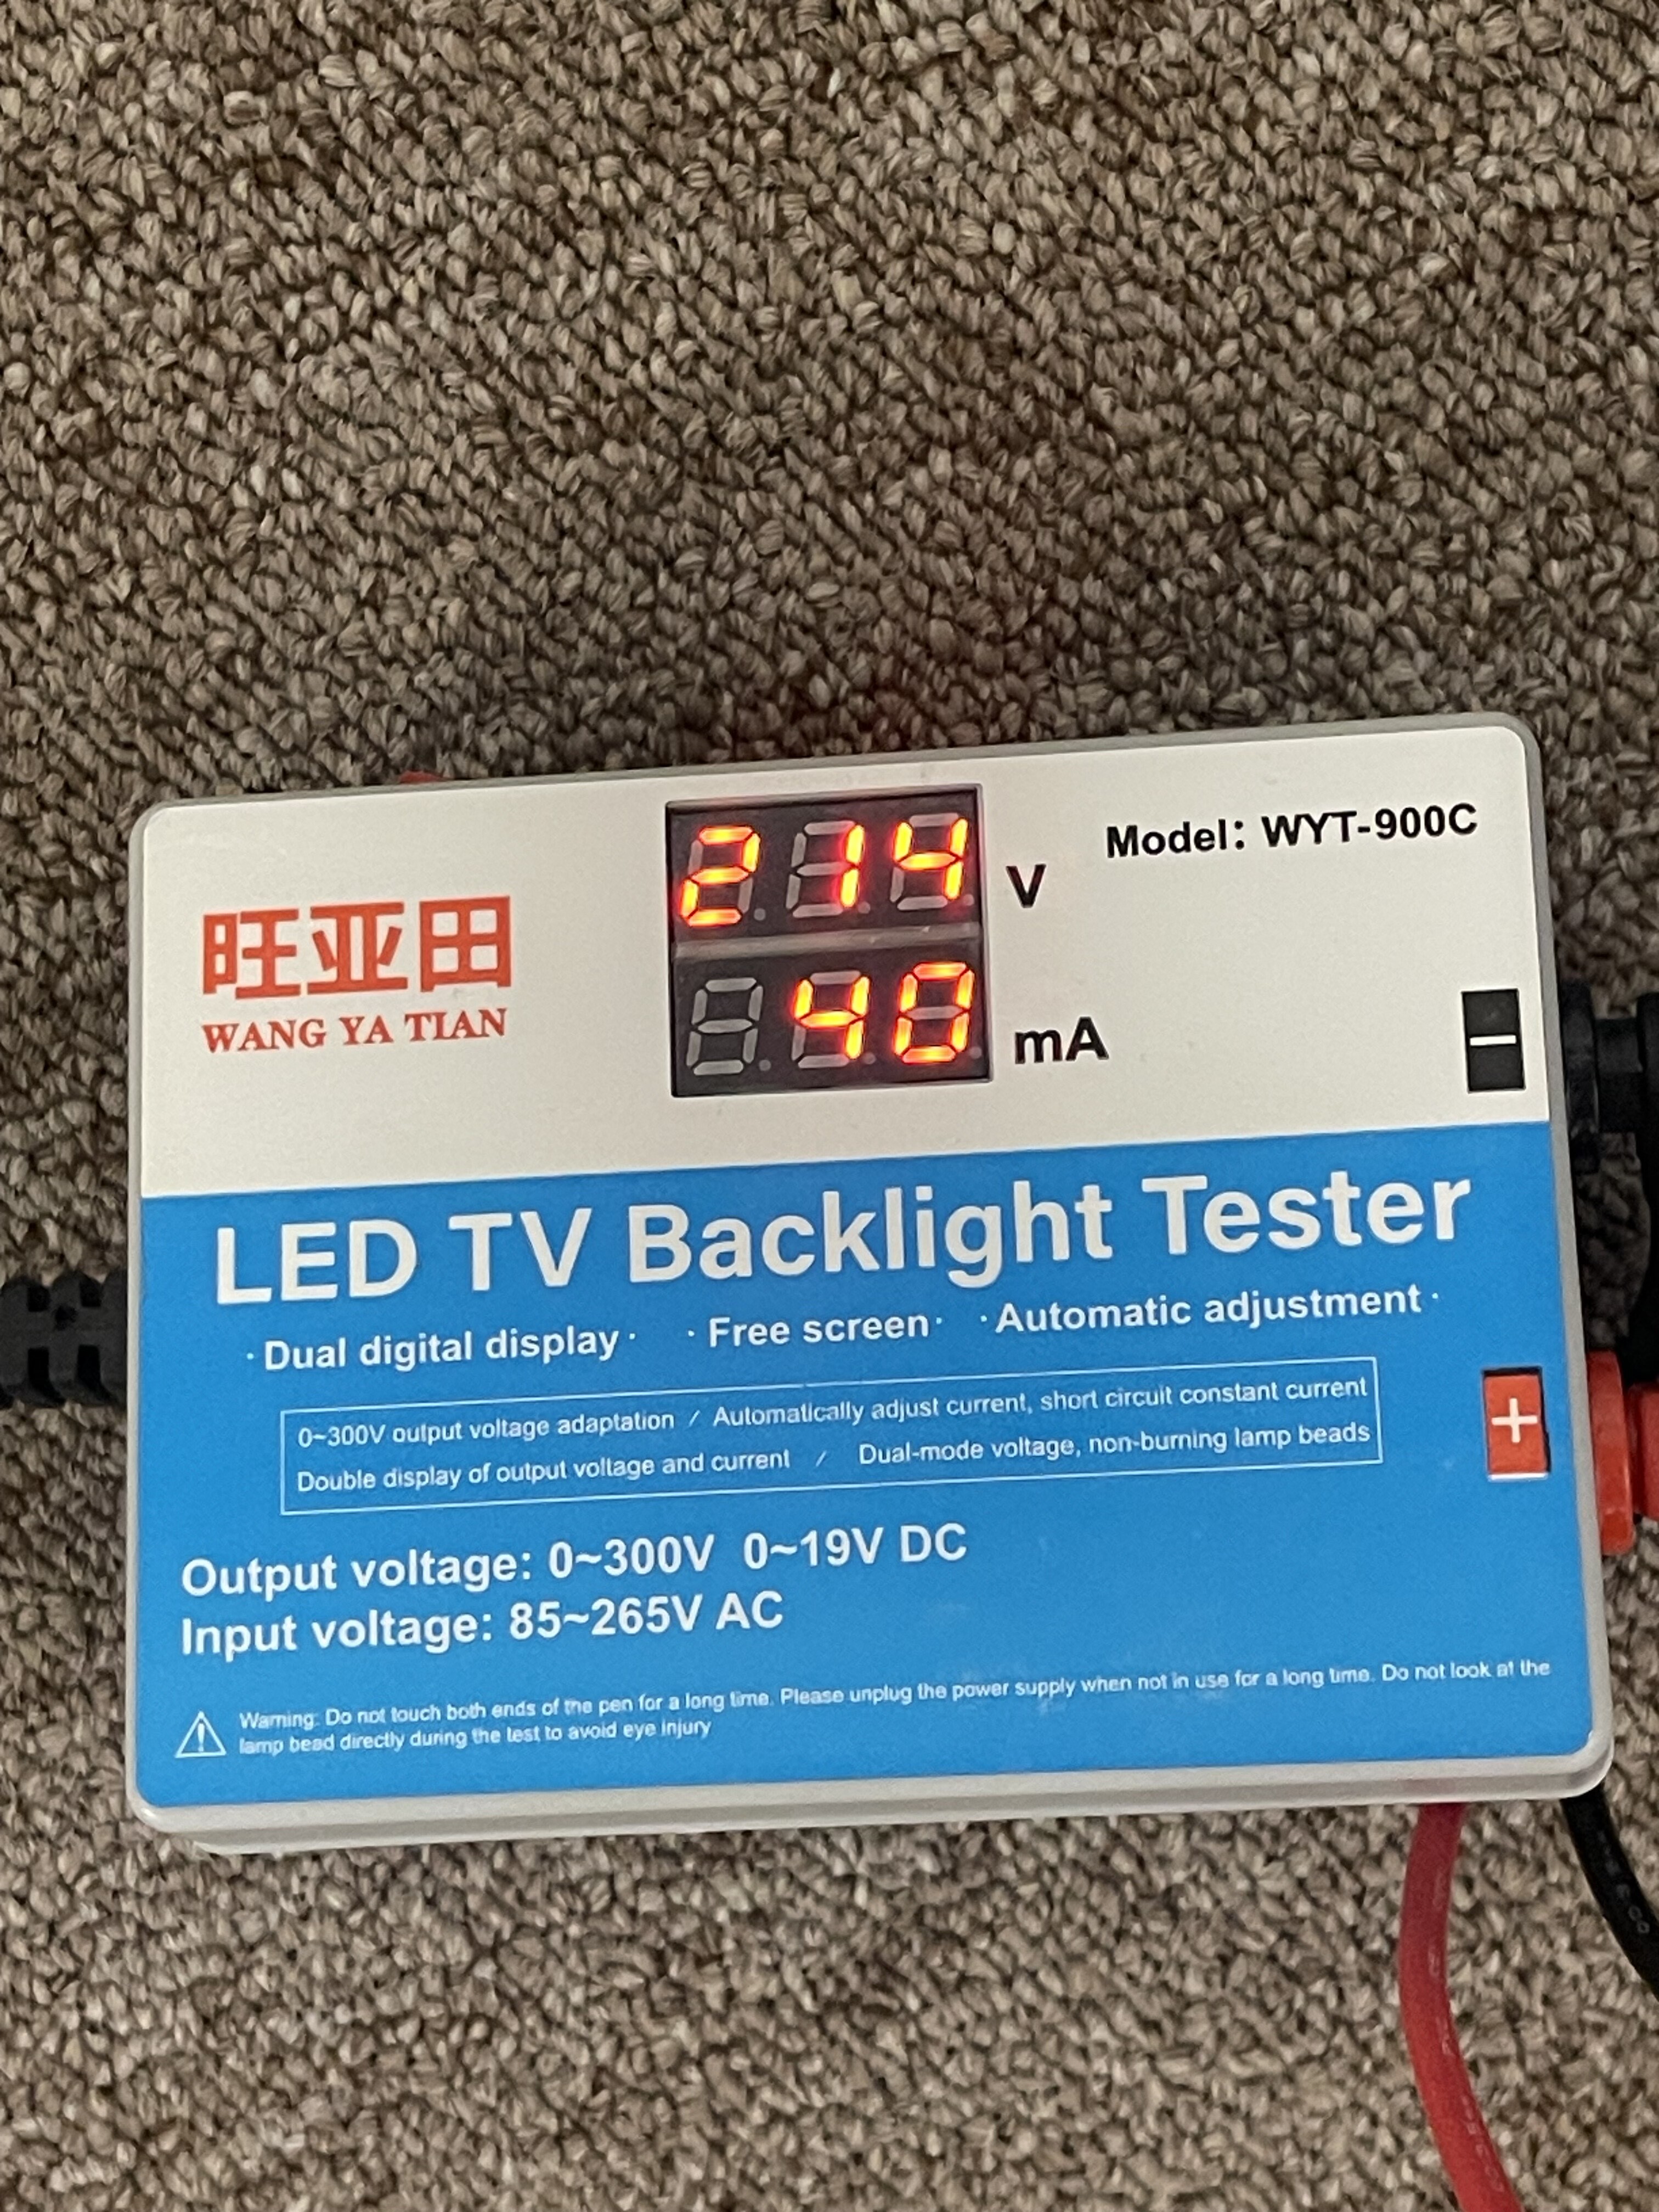 214 V
Model: WYT-900C
旺亚田
WANG YA TIAN
40 mA
−
LED TV Backlight Tester
· Dual digital display · · Free screen · · Automatic adjustment ·
0~300V output voltage adaptation / Automatically adjust current, short circuit constant current
Double display of output voltage and current / Dual-mode voltage, non-burning lamp beads
+
Output voltage: 0~300V 0~19V DC
Input voltage: 85~265V AC
Warning: Do not touch both ends of the pen for a long time. Please unplug the power supply when not in use for a long time. Do not look at the
lamp bead directly during the test to avoid eye injury